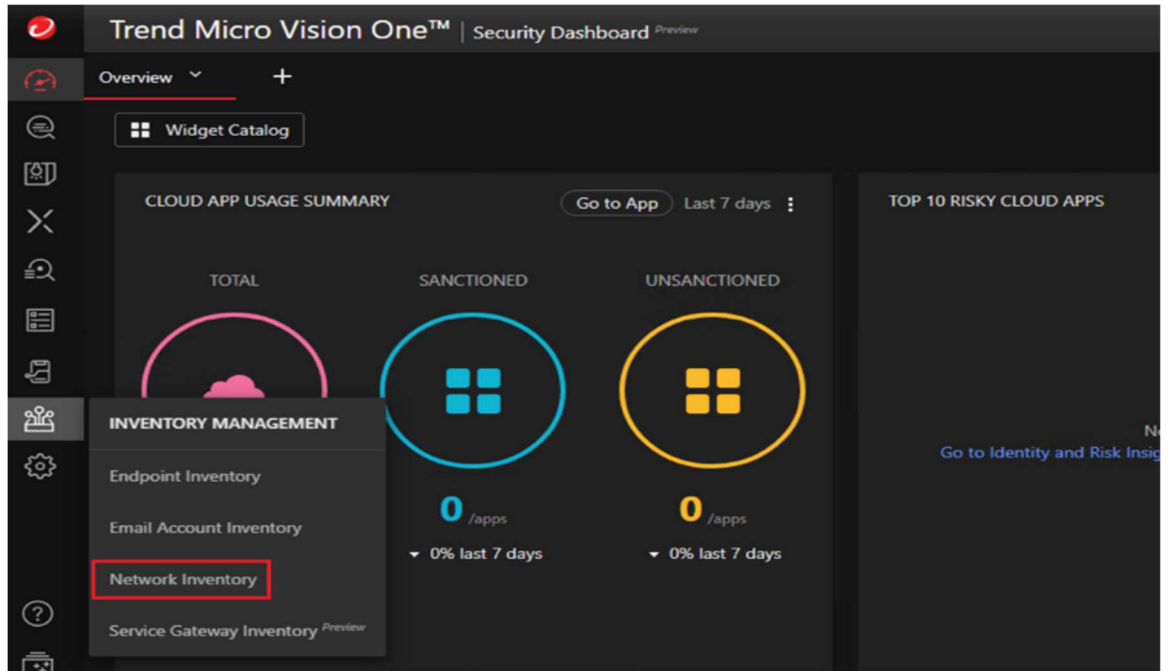 Trend Micro Vision One™ | Security Dashboard Preview
Overview
Widget Catalog
CLOUD APP USAGE SUMMARY
Go to App
Last 7 days
TOTAL
SANCTIONED
UNSANCTIONED
0 /apps
0% last 7 days
0 /apps
0% last 7 days
TOP 10 RISKY CLOUD APPS
Go to Identity and Risk
INVENTORY MANAGEMENT
Endpoint Inventory
Email Account Inventory
Network Inventory
Service Gateway Inventory Preview